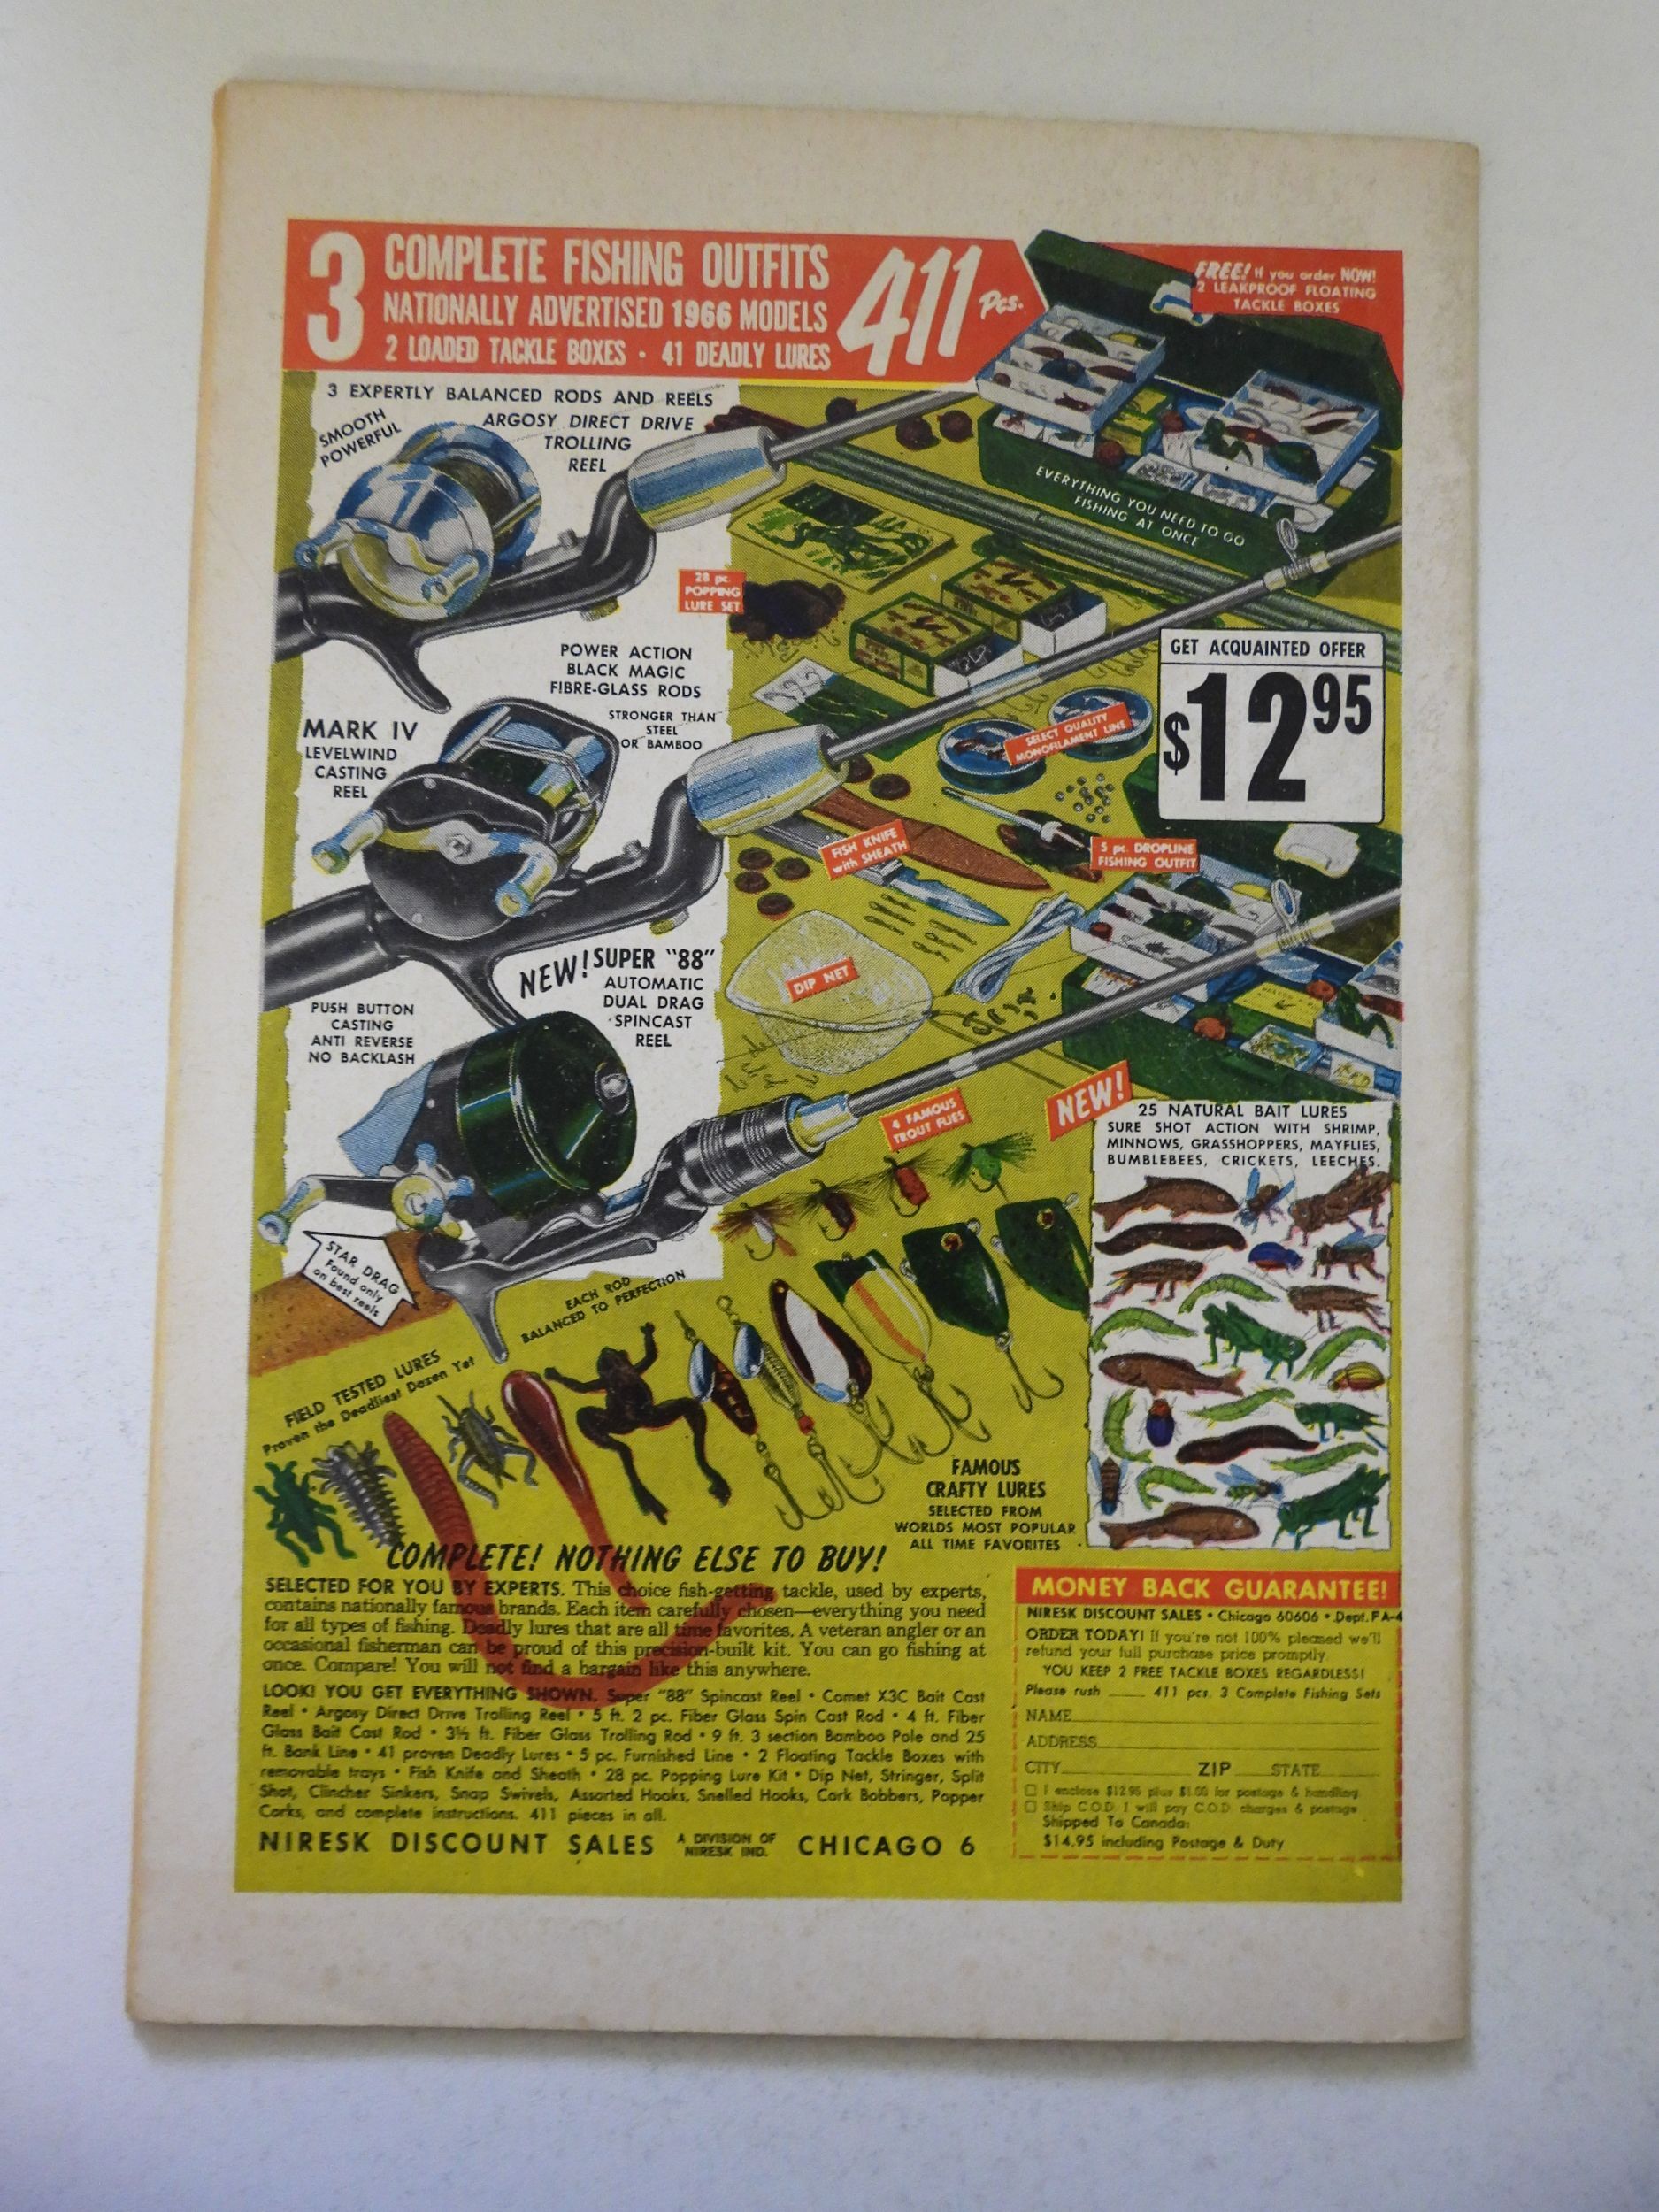 3
COMPLETE FISHING OUTFITS
NATIONALLY ADVERTISED 1966 MODELS
2 LOADED TACKLE BOXES • 41 DEADLY LURES
411 Pcs.
FREE! If you order NOW!
2 LEAKPROOF FLOATING
TACKLE BOXES
3 EXPERTLY BALANCED RODS AND REELS
SMOOTH
POWERFUL
ARGOSY DIRECT DRIVE
TROLLING
REEL
EVERYTHING YOU NEED TO GO
FISHING AT ONCE
28 pc.
POPPING
LURE SET
POWER ACTION
BLACK MAGIC
FIBRE-GLASS RODS
STRONGER THAN
STEEL
OR BAMBOO
GET ACQUAINTED OFFER
$12 95
MARK IV
LEVELWIND
CASTING
REEL
SELECT QUALITY
MONOFILAMENT LINE
FISH KNIFE
with SHEATH
5 pc. DROPLINE
FISHING OUTFIT
DIP NET
NEW! SUPER "88"
AUTOMATIC
DUAL DRAG
SPINCAST
REEL
PUSH BUTTON
CASTING
ANTI REVERSE
NO BACKLASH
4 FAMOUS
TROUT FLIES
NEW!
25 NATURAL BAIT LURES
SURE SHOT ACTION WITH SHRIMP,
MINNOWS, GRASSHOPPERS, MAYFLIES,
BUMBLEBEES, CRICKETS, LEECHES.
STAR DRAG
Found only
on best reels
EACH ROD
BALANCED TO PERFECTION
FIELD TESTED LURES
Proven the Deadliest Dozen Yet
FAMOUS
CRAFTY LURES
SELECTED FROM
WORLDS MOST POPULAR
ALL TIME FAVORITES
COMPLETE! NOTHING ELSE TO BUY!
SELECTED FOR YOU BY EXPERTS. This choice fish-getting tackle, used by experts,
contains nationally famous brands. Each item carefully chosen—everything you need
for all types of fishing. Deadly lures that are all time favorites. A veteran angler or an
occasional fisherman can be proud of this precision-built kit. You can go fishing at
once. Compare! You will not find a bargain like this anywhere.
LOOK! YOU GET EVERYTHING SHOWN. Super "88" Spincast Reel • Comet X3C Bait Cast
Reel • Argosy Direct Drive Trolling Reel • 5 ft. 2 pc. Fiber Glass Spin Cast Rod • 4 ft. Fiber
Glass Bait Cast Rod • 3½ ft. Fiber Glass Trolling Rod • 9 ft. 3 section Bamboo Pole and 25
ft. Bank Line • 41 proven Deadly Lures • 5 pc. Furnished Line • 2 Floating Tackle Boxes with
removable trays • Fish Knife and Sheath • 28 pc. Popping Lure Kit • Dip Net, Stringer, Split
Shot, Clincher Sinkers, Snap Swivels, Assorted Hooks, Snelled Hooks, Cork Bobbers, Popper
Corks, and complete instructions. 411 pieces in all.
NIRESK DISCOUNT SALES A DIVISION OF NIRESK IND. CHICAGO 6
MONEY BACK GUARANTEE!
NIRESK DISCOUNT SALES • Chicago 60606 • Dept. FA-4
ORDER TODAY! If you're not 100% pleased we'll
refund your full purchase price promptly.
YOU KEEP 2 FREE TACKLE BOXES REGARDLESS!
Please rush ____ 411 pcs. 3 Complete Fishing Sets
NAME
ADDRESS
CITY ZIP STATE
☐ I enclose $12.95 plus $1.00 for postage & handling.
☐ Ship C.O.D. I will pay C.O.D. charges & postage
Shipped To Canada:
$14.95 including Postage & Duty